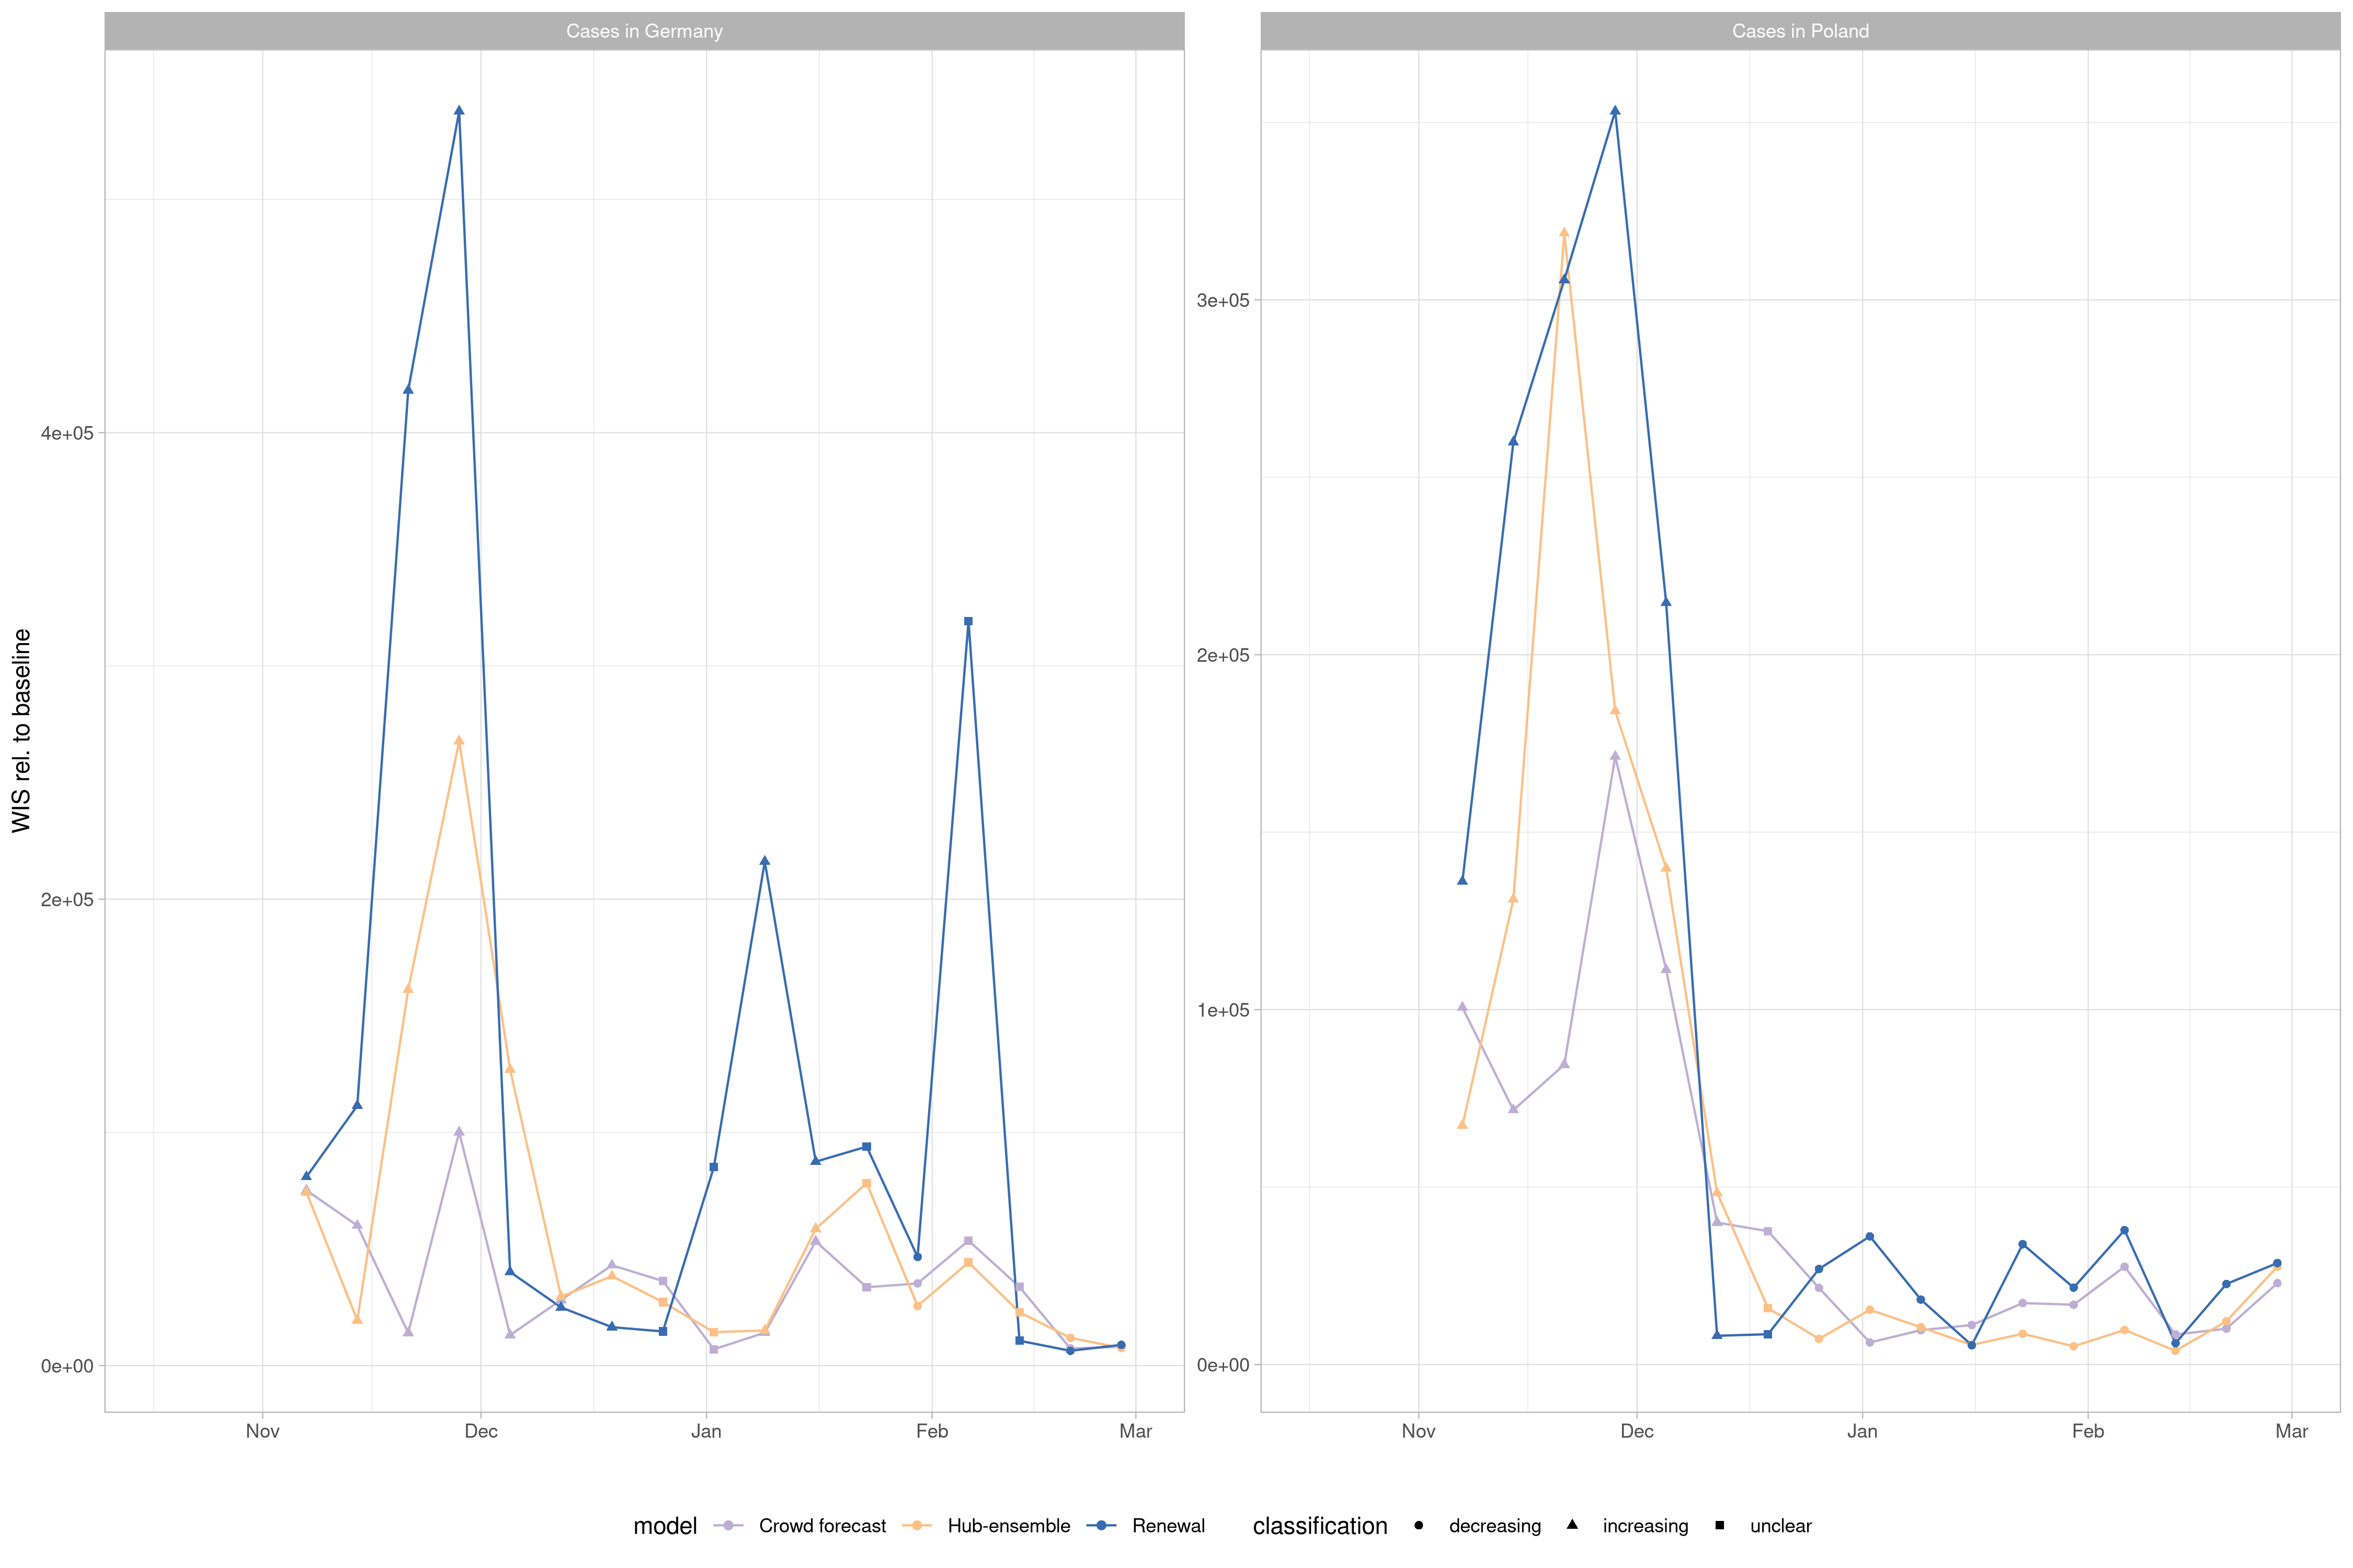 Cases in Germany
Cases in Poland
WIS rel. to baseline
4e+05
2e+05
0e+00
3e+05
2e+05
1e+05
0e+00
Nov Dec Jan Feb Mar
Nov Dec Jan Feb Mar
model Crowd forecast Hub-ensemble Renewal classification decreasing increasing unclear